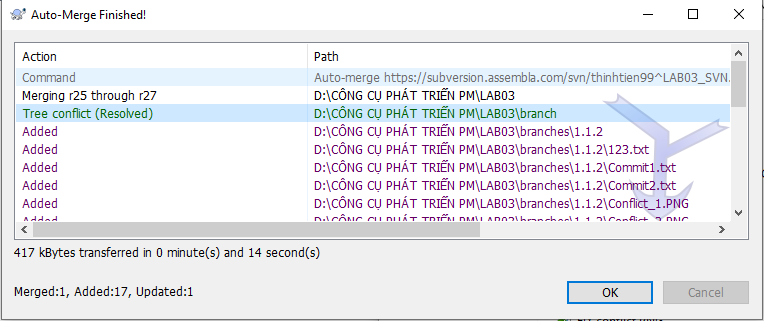 Auto-Merge Finished!
Action Path
Command Auto-merge https://subversion.assembla.com/svn/thinhtien99^LAB03_SVN.
Merging r25 through r27 D:\CÔNG CỤ PHÁT TRIỂN PM\LAB03
Tree conflict (Resolved) D:\CÔNG CỤ PHÁT TRIỂN PM\LAB03\branch
Added D:\CÔNG CỤ PHÁT TRIỂN PM\LAB03\branches\1.1.2
Added D:\CÔNG CỤ PHÁT TRIỂN PM\LAB03\branches\1.1.2\123.txt
Added D:\CÔNG CỤ PHÁT TRIỂN PM\LAB03\branches\1.1.2\Commit1.txt
Added D:\CÔNG CỤ PHÁT TRIỂN PM\LAB03\branches\1.1.2\Commit2.txt
Added D:\CÔNG CỤ PHÁT TRIỂN PM\LAB03\branches\1.1.2\Conflict_1.PNG
Added D:\CÔNG CỤ PHÁT TRIỂN PM\LAB03\branches\1.1.2\
417 kBytes transferred in 0 minute(s) and 14 second(s)
Merged:1, Added:17, Updated:1
OK Cancel